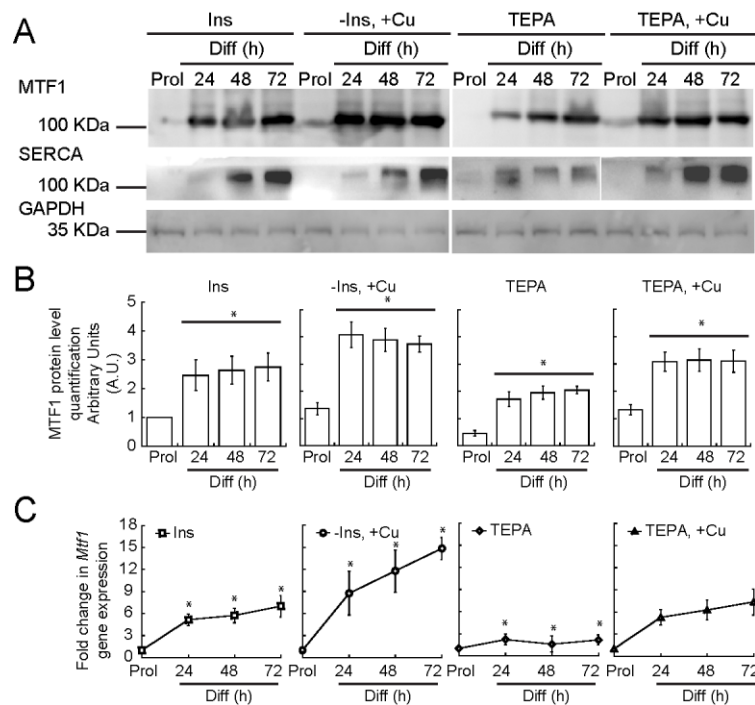 A
Ins -Ins, +Cu TEPA TEPA, +Cu
Diff (h) Diff (h) Diff (h) Diff (h)
Prol 24 48 72 Prol 24 48 72 Prol 24 48 72 Prol 24 48 72
MTF1
100 KDa
SERCA
100 KDa
GAPDH
35 KDa
B
Ins -Ins, +Cu TEPA TEPA, +Cu
MTF1 protein level
quantification
Arbitrary Units
(A.U.)
5
4
3
2
1
0
* * * *
Prol 24 48 72 Prol 24 48 72 Prol 24 48 72 Prol 24 48 72
Diff (h) Diff (h) Diff (h) Diff (h)
C
Fold change in Mtf1
gene expression
18
15
12
9
6
3
0
Ins -Ins, +Cu TEPA TEPA, +Cu
* * * * * * * * *
Prol 24 48 72 Prol 24 48 72 Prol 24 48 72 Prol 24 48 72
Diff (h) Diff (h) Diff (h) Diff (h)